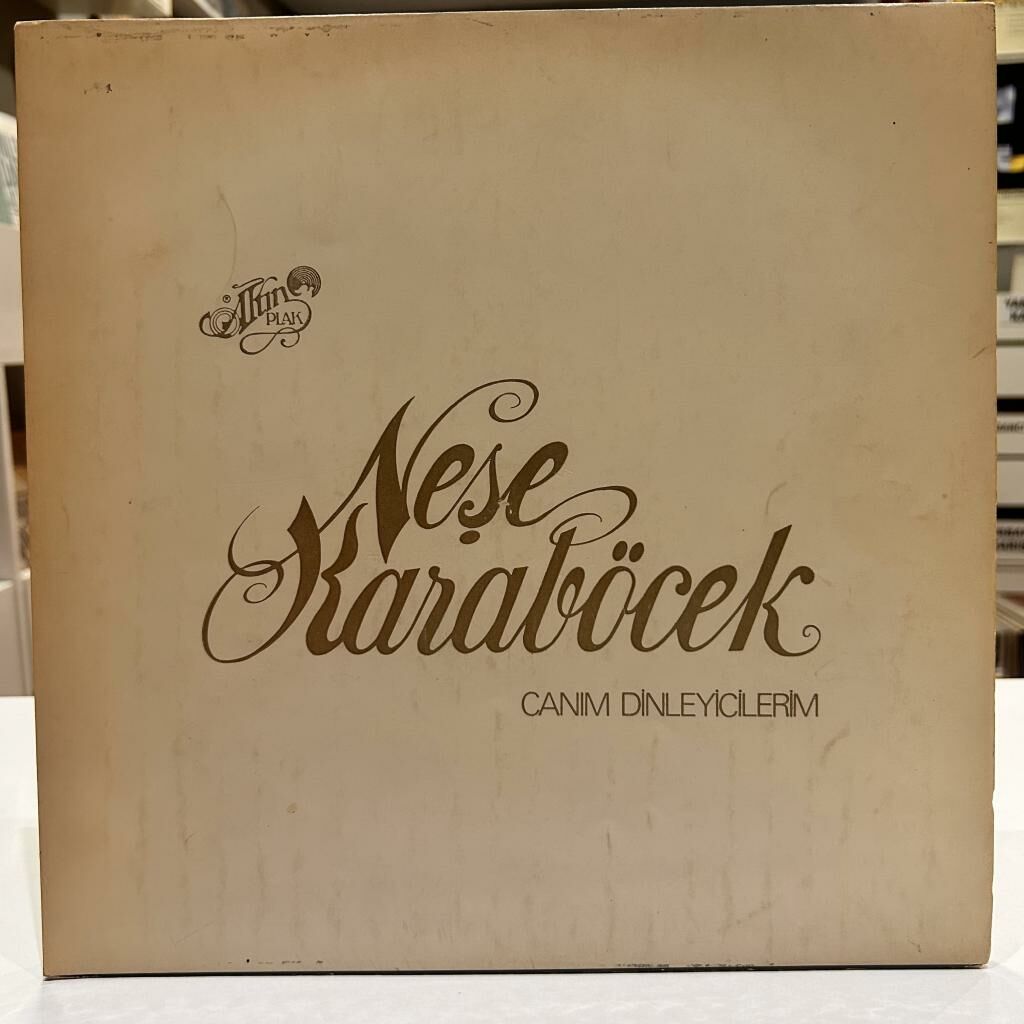 Altın
PLAK
Neşe
Karaböcek
CANIM DİNLEYİCİLERİM